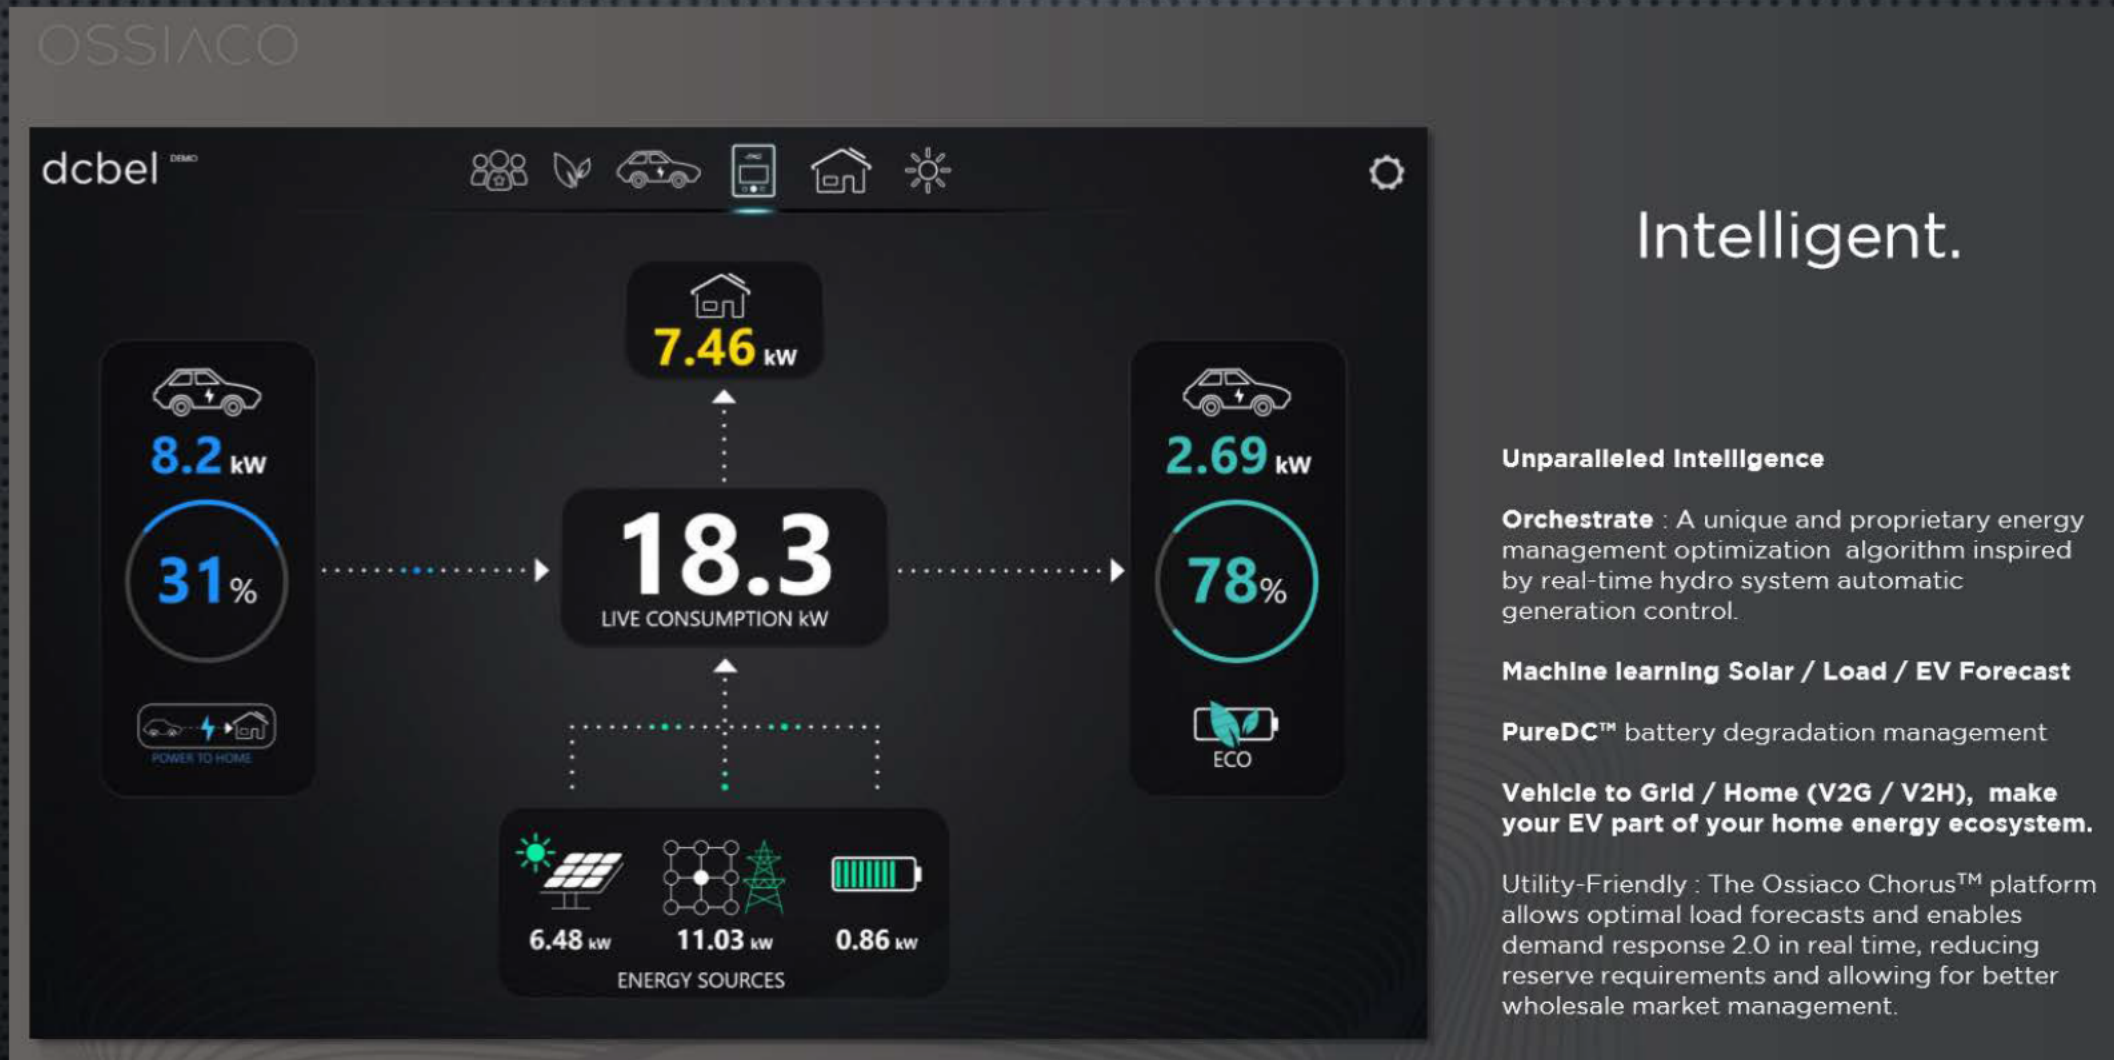 OSSIACO
dcbel DEMO
Intelligent.
7.46 kW
8.2 kW
31%
POWER TO HOME
18.3
LIVE CONSUMPTION kW
2.69 kW
78%
ECO
6.48 kW 11.03 kW 0.86 kW
ENERGY SOURCES
Unparalleled Intelligence
Orchestrate : A unique and proprietary energy
management optimization algorithm inspired
by real-time hydro system automatic
generation control.
Machine learning Solar / Load / EV Forecast
PureDC™ battery degradation management
Vehicle to Grid / Home (V2G / V2H), make
your EV part of your home energy ecosystem.
Utility-Friendly : The Ossiaco Chorus™ platform
allows optimal load forecasts and enables
demand response 2.0 in real time, reducing
reserve requirements and allowing for better
wholesale market management.